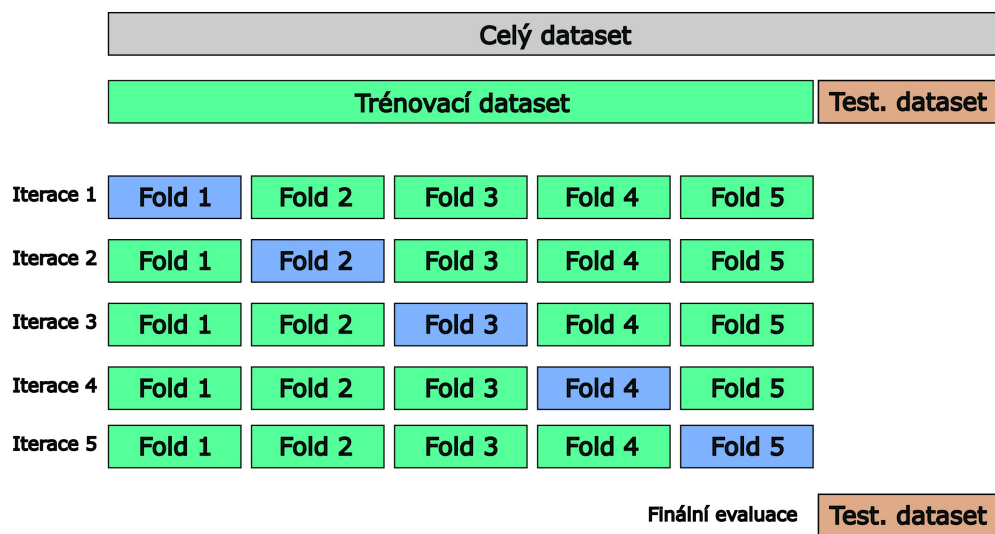 Celý dataset
Trénovací dataset Test. dataset
Iterace 1 Fold 1 Fold 2 Fold 3 Fold 4 Fold 5
Iterace 2 Fold 1 Fold 2 Fold 3 Fold 4 Fold 5
Iterace 3 Fold 1 Fold 2 Fold 3 Fold 4 Fold 5
Iterace 4 Fold 1 Fold 2 Fold 3 Fold 4 Fold 5
Iterace 5 Fold 1 Fold 2 Fold 3 Fold 4 Fold 5
Finální evaluace Test. dataset